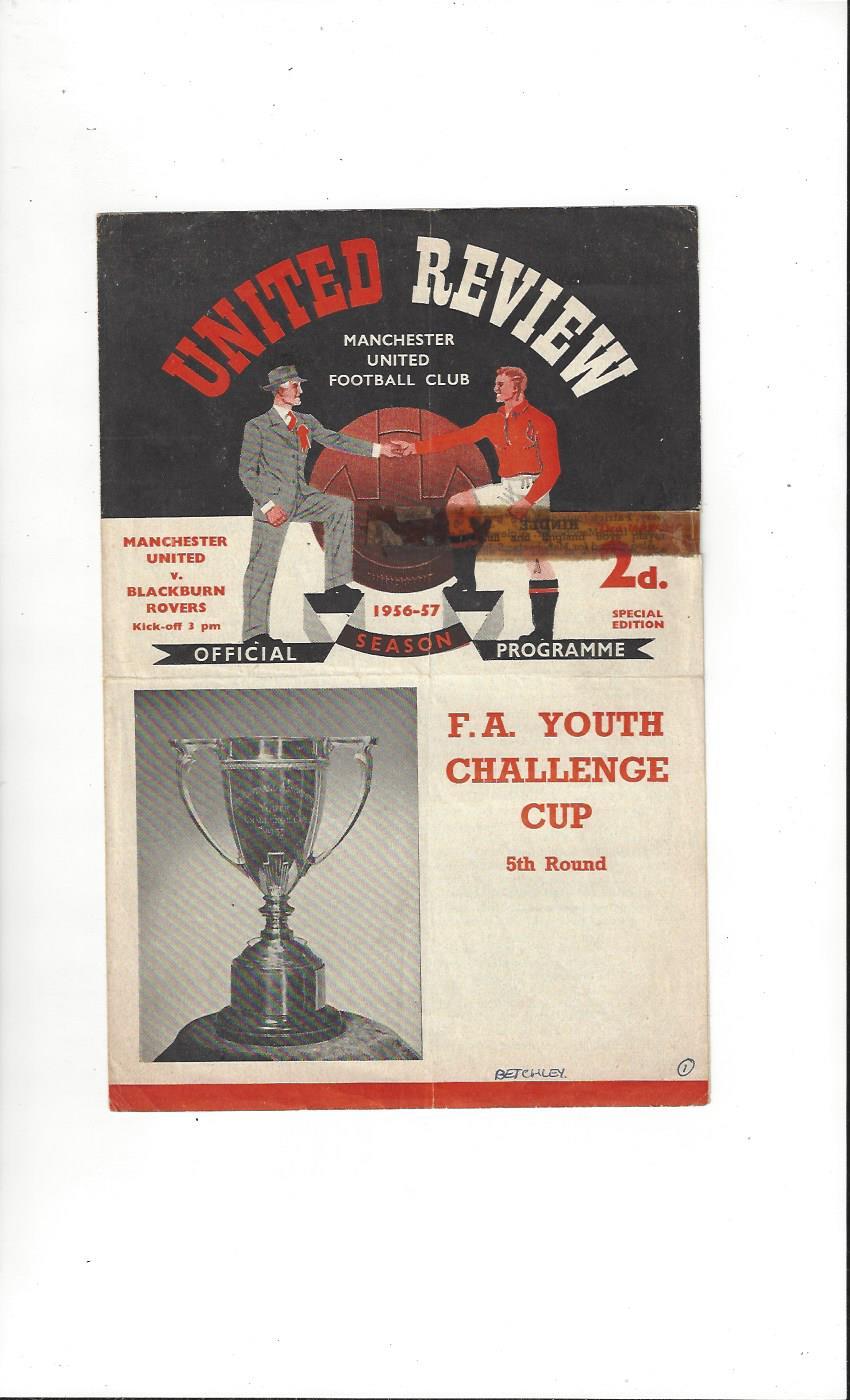 UNITED REVIEW
MANCHESTER
UNITED
FOOTBALL CLUB
MANCHESTER
UNITED
v.
BLACKBURN
ROVERS
Kick-off 3 pm
HINDLE
2d.
SPECIAL
EDITION
1956-57
OFFICIAL SEASON PROGRAMME
F.A. YOUTH
CHALLENGE
CUP
5th Round
BETCHLEY.
1